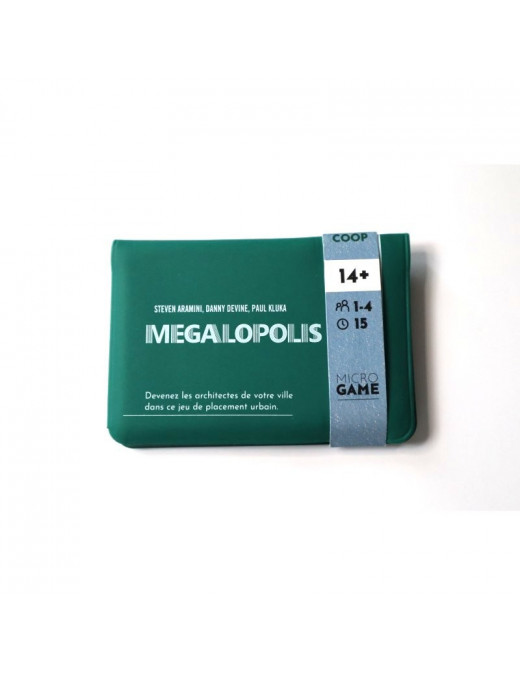 COOP
14+
1-4
15
MICRO
GAME
STEVEN ARAMINI, DANNY DEVINE, PAUL KLUKA
MEGALOPOLIS
Devenez les architectes de votre ville
dans ce jeu de placement urbain.